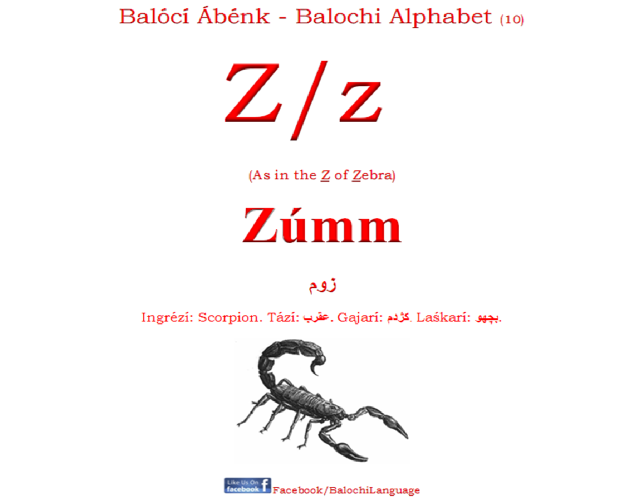 Balócí Ábénk - Balochi Alphabet (10)
Z/z
(As in the Z of Zebra)
Zúmm
زوم
Ingrézí: Scorpion. Tází: عقرب. Gajarí: کژدم. Laśkarí: بچھو.
Like Us On
facebook
Facebook/BalochiLanguage